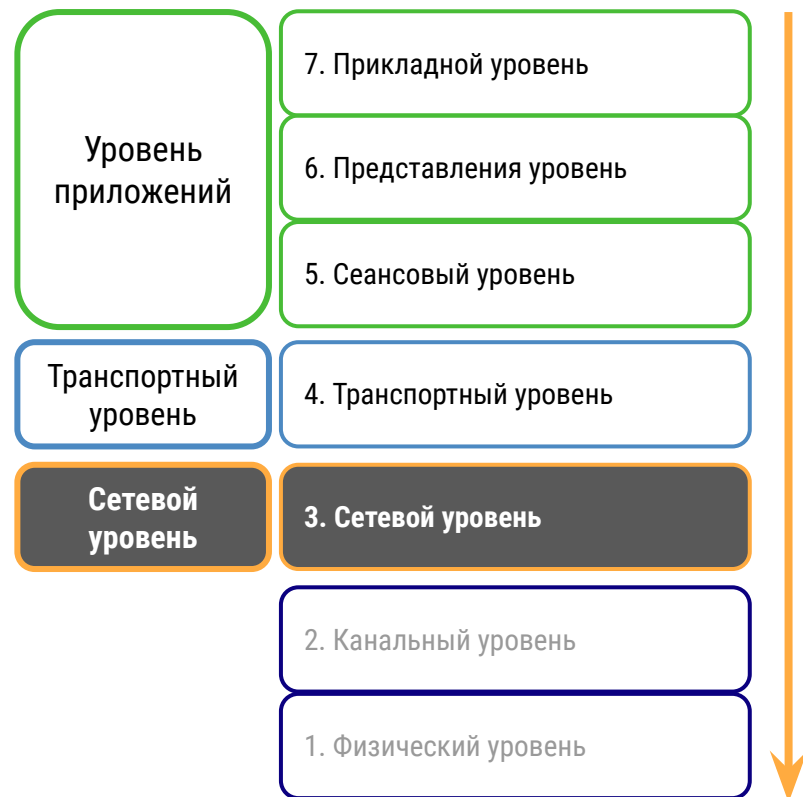 Уровень
приложений
7. Прикладной уровень
6. Представления уровень
5. Сеансовый уровень
Транспортный
уровень
4. Транспортный уровень
Сетевой
уровень
3. Сетевой уровень
2. Канальный уровень
1. Физический уровень